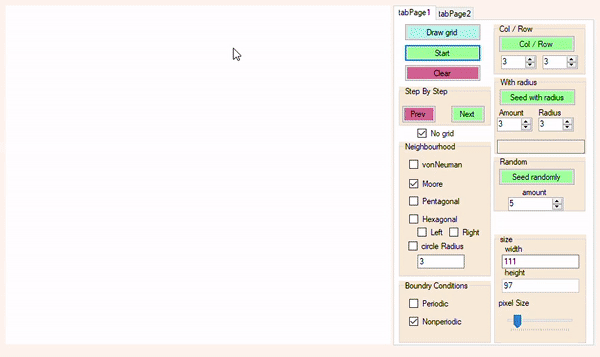 tabPage1 tabPage2
Draw grid
Start
Clear
Step By Step
Prev Next
No grid
Neighbourhood
vonNeuman
Moore
Pentagonal
Hexagonal
Left Right
circle Radius
3
Boundry Conditions
Periodic
Nonperiodic
Col / Row
Col / Row
3 3
With radius
Seed with radius
Amount Radius
3 3
Random
Seed randomly
amount
5
size
width
111
height
97
pixel Size